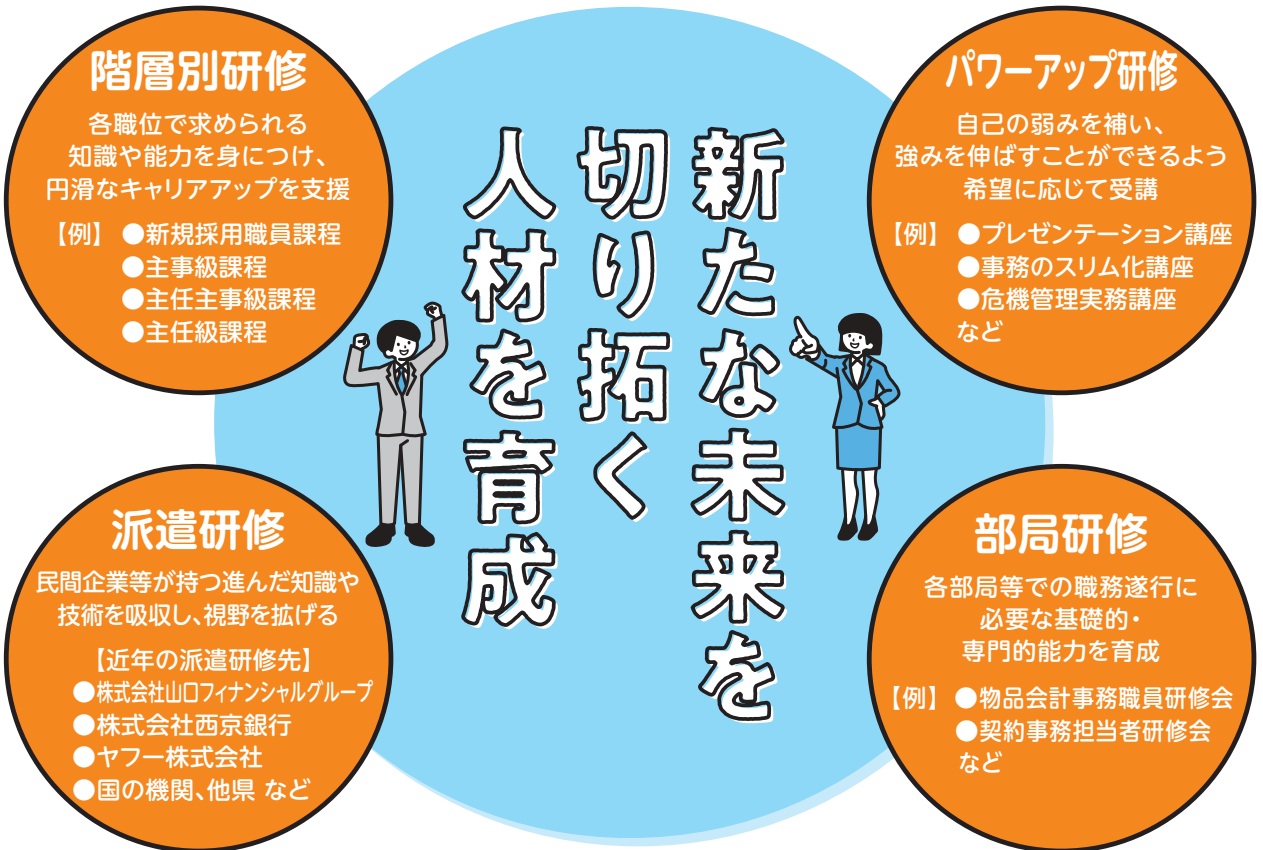 階層別研修
各職位で求められる
知識や能力を身につけ、
円滑なキャリアアップを支援
【例】 ●新規採用職員課程
●主事級課程
●主任主事級課程
●主任級課程
新たな未来を
切り拓く
人材を育成
パワーアップ研修
自己の弱みを補い、
強みを伸ばすことができるよう
希望に応じて受講
【例】 ●プレゼンテーション講座
●事務のスリム化講座
●危機管理実務講座
など
派遣研修
民間企業等が持つ進んだ知識や
技術を吸収し、視野を拡げる
【近年の派遣研修先】
●株式会社山口フィナンシャルグループ
●株式会社西京銀行
●ヤフー株式会社
●国の機関、他県 など
部局研修
各部局等での職務遂行に
必要な基礎的・
専門的能力を育成
【例】 ●物品会計事務職員研修会
●契約事務担当者研修会
など